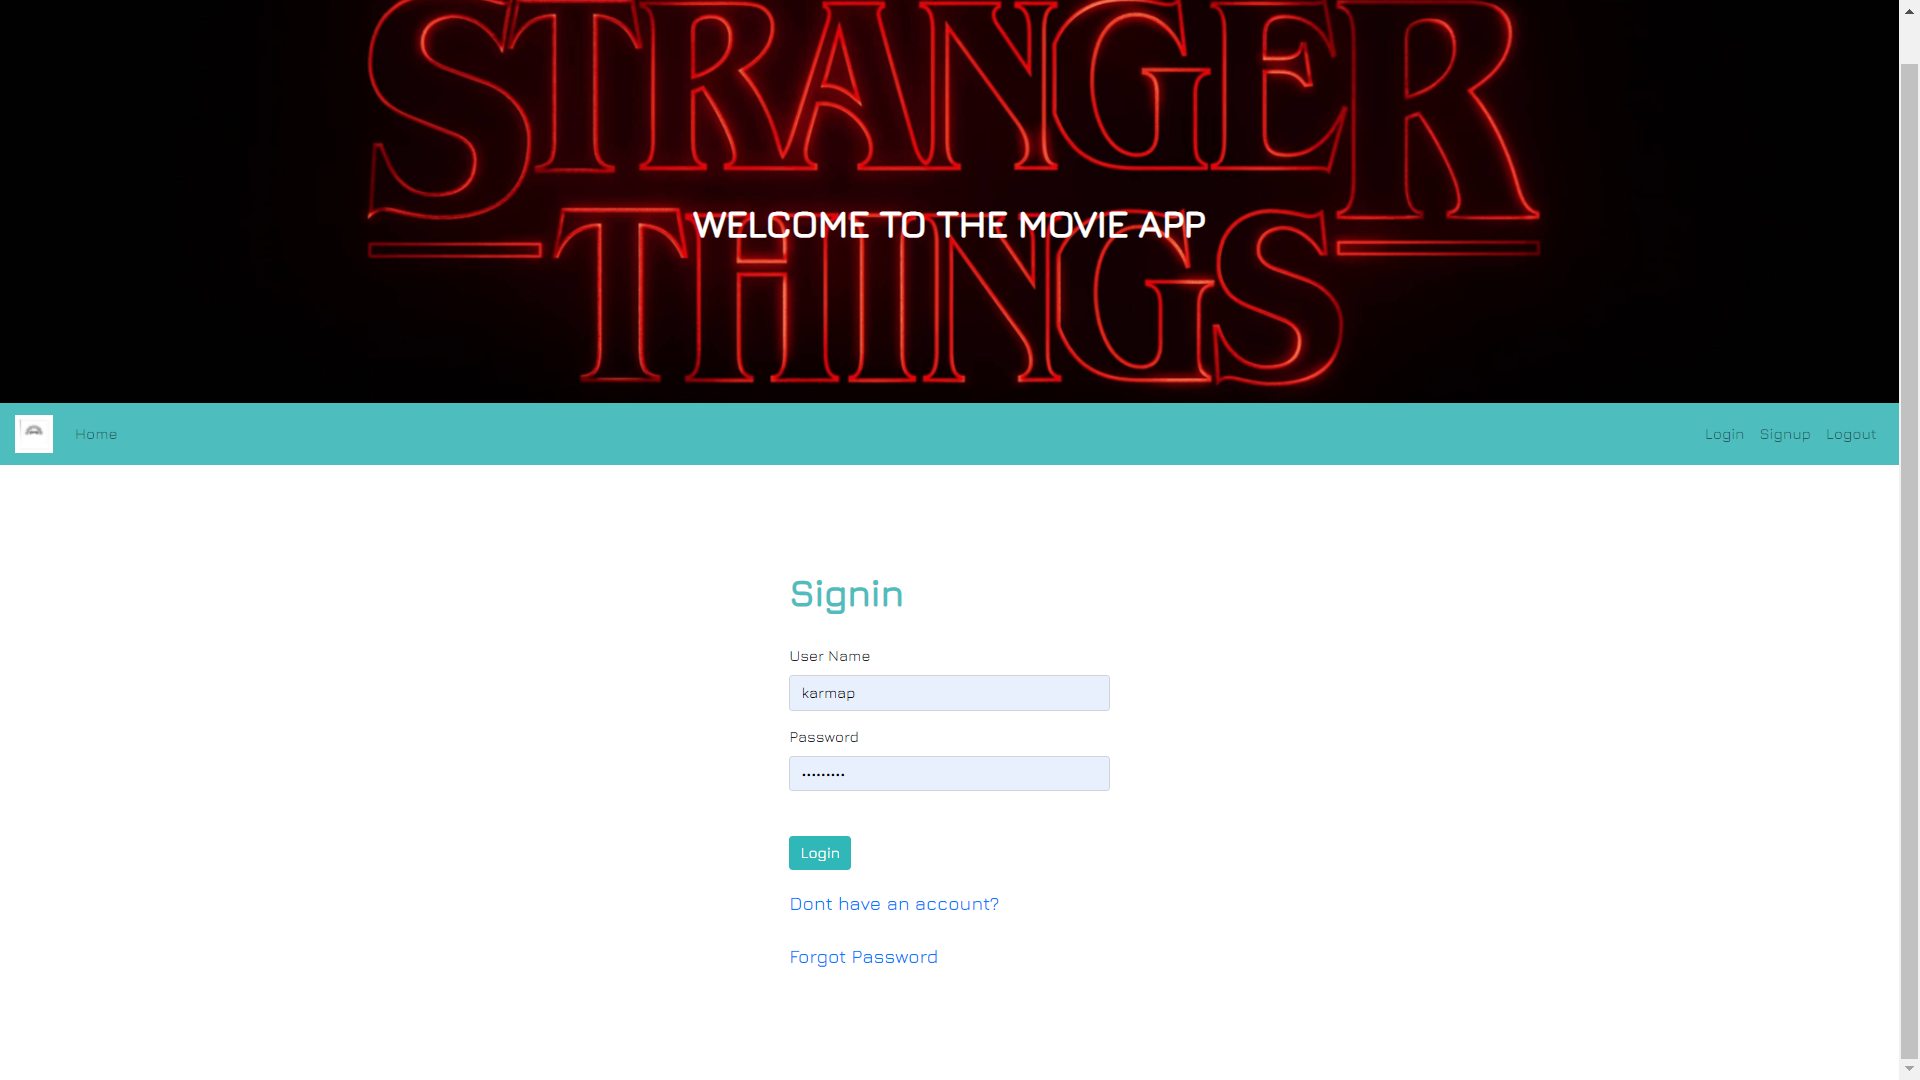 STRANGER
WELCOME TO THE MOVIE APP
THINGS
Home
Login Signup Logout
Signin
User Name
karmap
Password
•••••••••
Login
Dont have an account?
Forgot Password